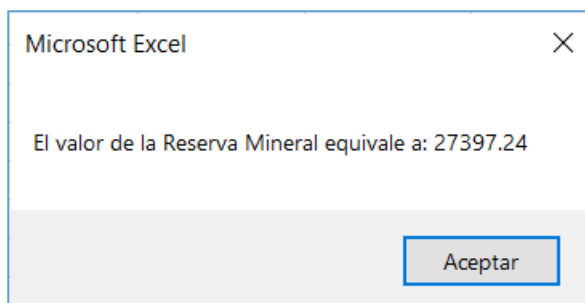 Microsoft Excel
El valor de la Reserva Mineral equivale a: 27397.24
Aceptar